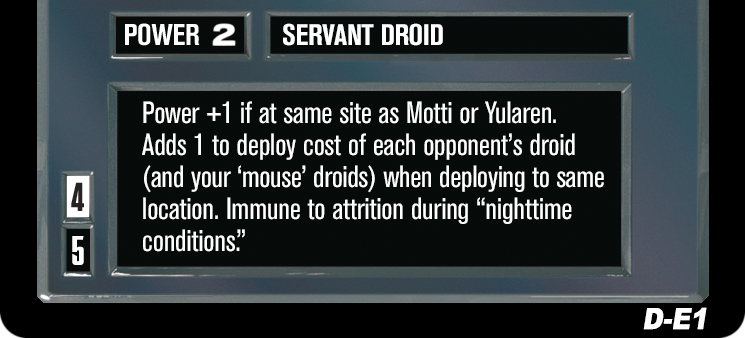 POWER 2 SERVANT DROID
Power +1 if at same site as Motti or Yularen.
Adds 1 to deploy cost of each opponent's droid
(and your 'mouse' droids) when deploying to same
location. Immune to attrition during "nighttime
conditions."
4
5
D-E1